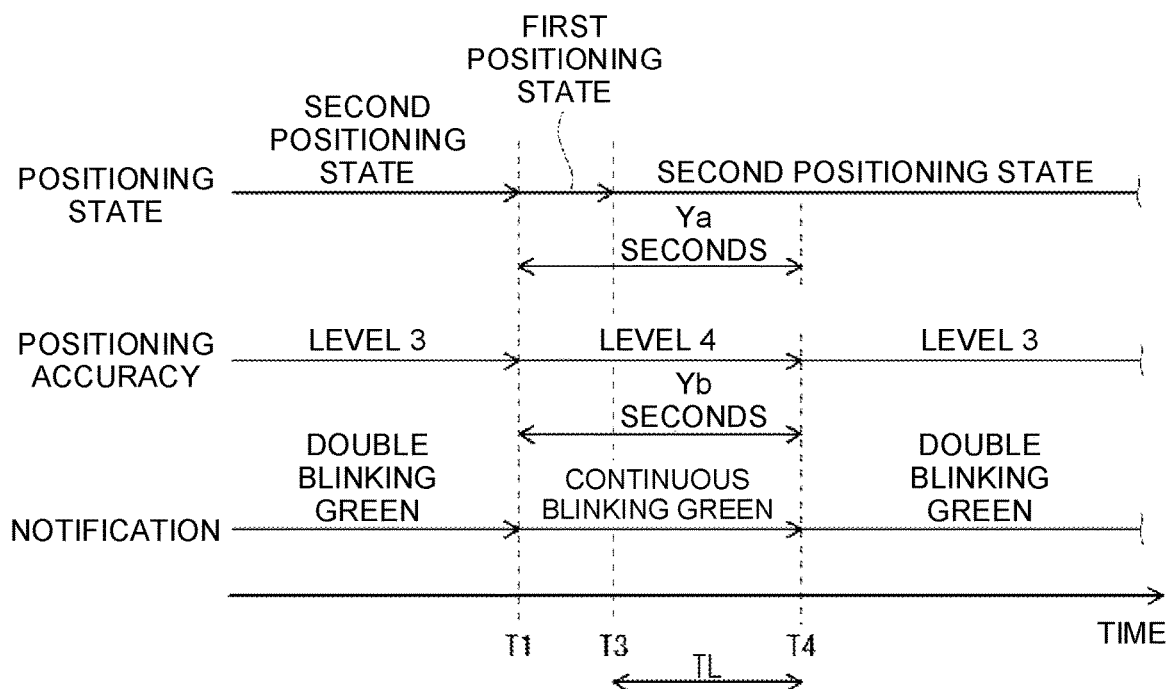 FIRST
POSITIONING
STATE
SECOND
POSITIONING
STATE
POSITIONING
STATE
SECOND POSITIONING STATE
Ya
SECONDS
POSITIONING
ACCURACY
LEVEL 3
LEVEL 4
LEVEL 3
Yb
SECONDS
DOUBLE
BLINKING
GREEN
CONTINUOUS
BLINKING GREEN
DOUBLE
BLINKING
GREEN
NOTIFICATION
TIME
T1
T3
T4
TL